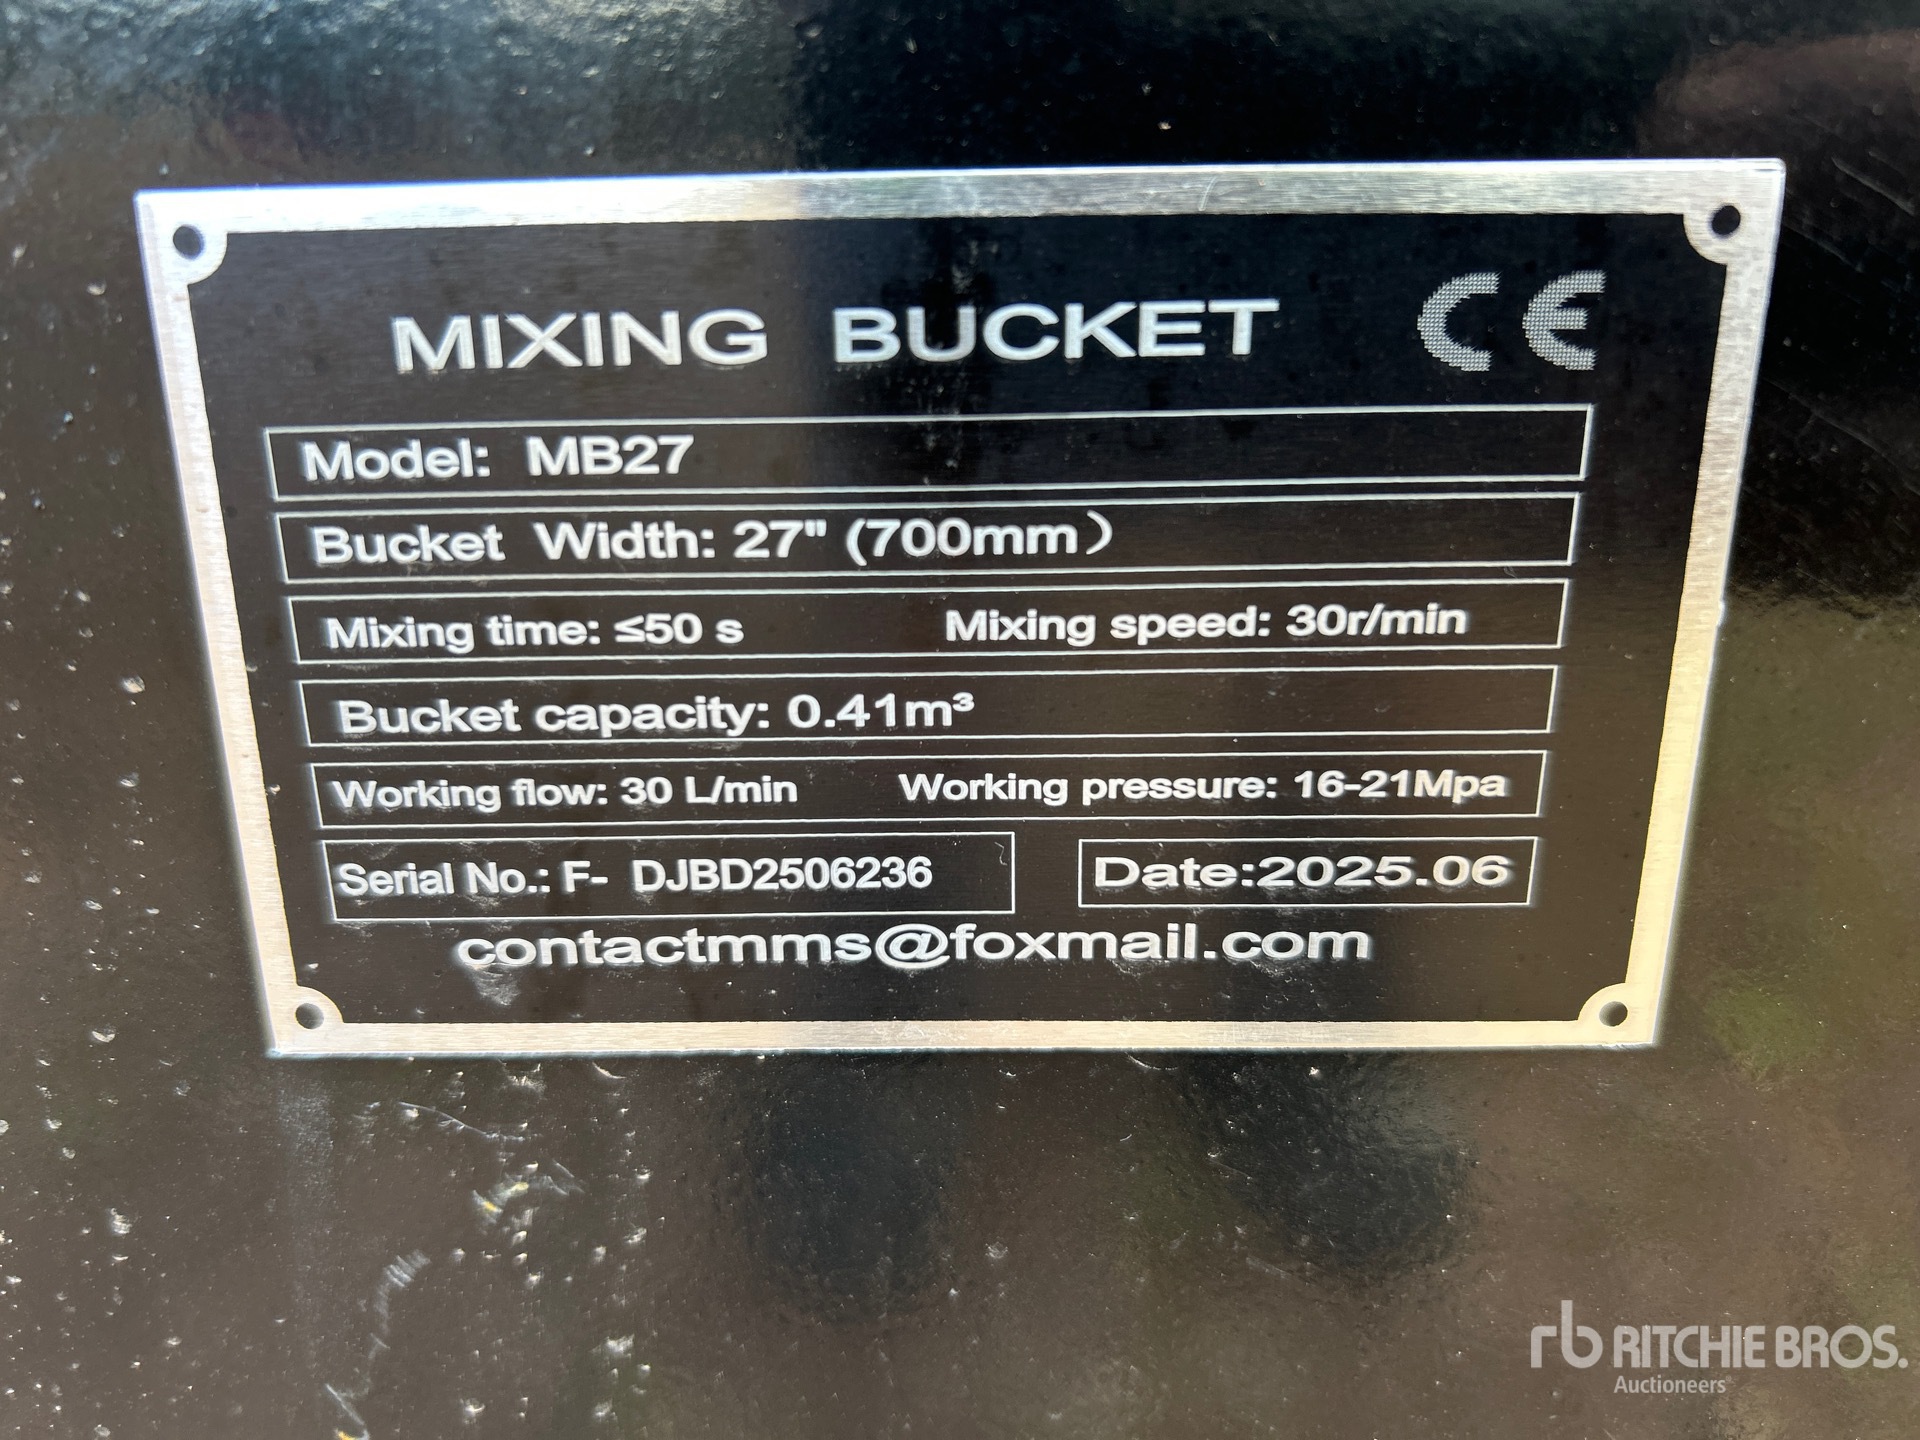 MIXING BUCKET CE
Model: MB27
Bucket Width: 27" (700mm)
Mixing time: ≤50 s Mixing speed: 30r/min
Bucket capacity: 0.41m³
Working flow: 30 L/min Working pressure: 16-21Mpa
Serial No.: F- DJBD2506236 Date:2025.06
contactmms@foxmail.com
rb RITCHIE BROS.
Auctioneers